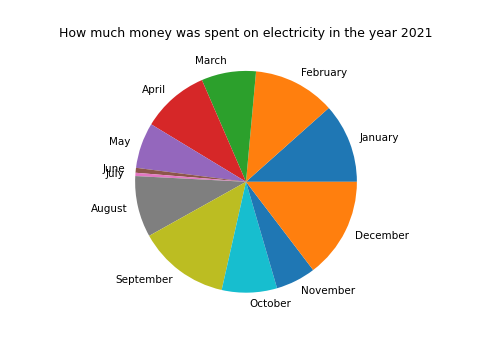 How much money was spent on electricity in the year 2021
January
February
March
April
May
June
July
August
September
October
November
December